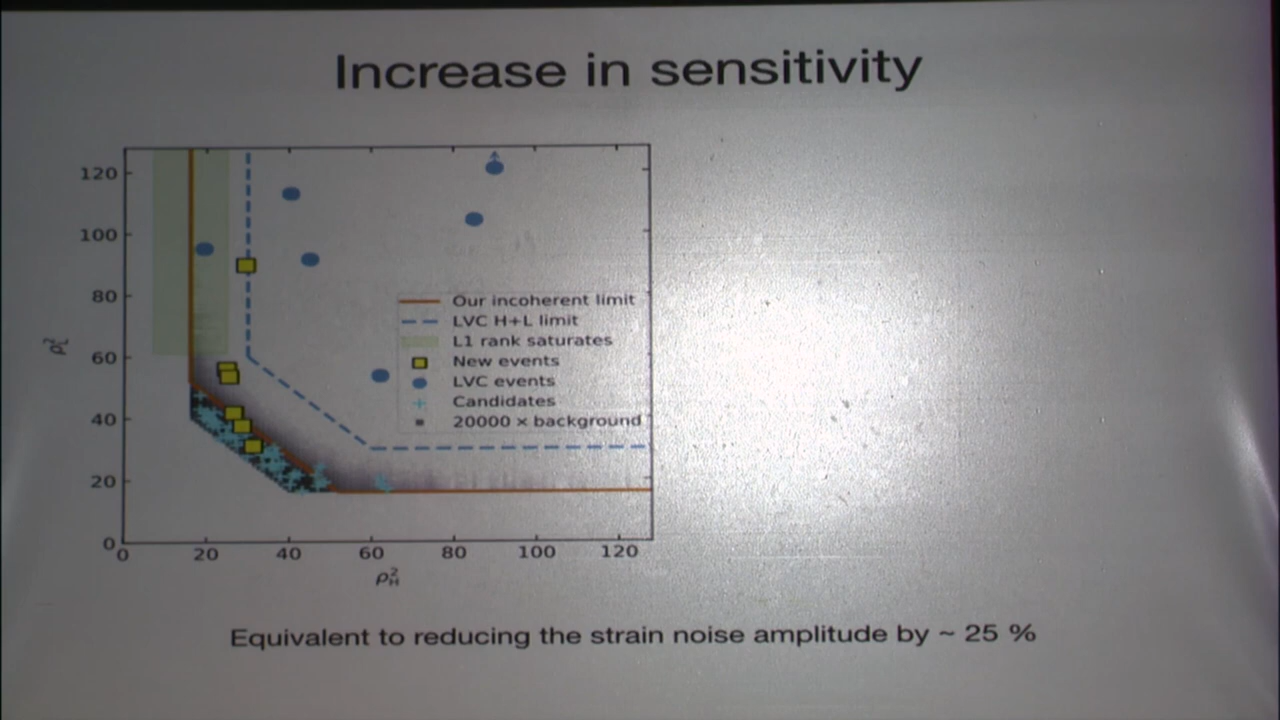 Increase in sensitivity
120
100
80
60
40
20
0
ρ²L
Our incoherent limit
LVC H+L limit
L1 rank saturates
New events
LVC events
Candidates
20000 × background
0 20 40 60 80 100 120
ρ²H
Equivalent to reducing the strain noise amplitude by ~ 25 %